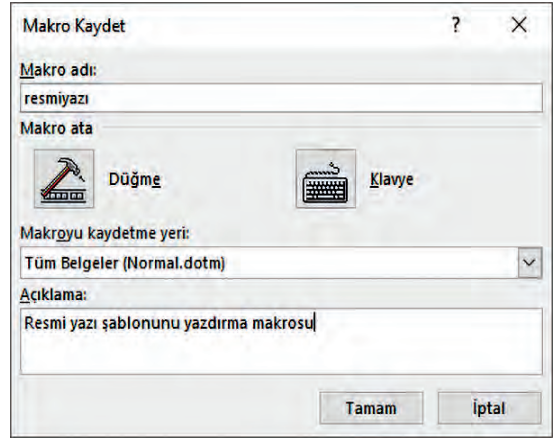 Makro Kaydet ?
Makro adı:
resmiyazı
Makro ata
Düğme Klavye
Makroyu kaydetme yeri:
Tüm Belgeler (Normal.dotm)
Açıklama:
Resmi yazı şablonunu yazdırma makrosu
Tamam İptal